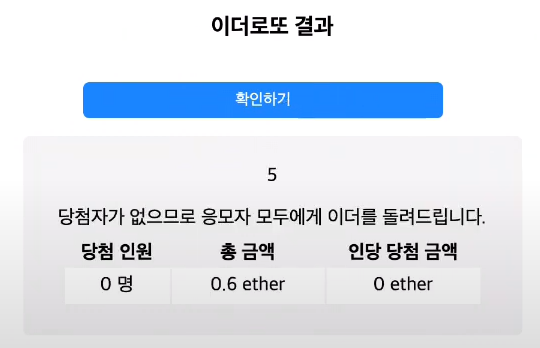 이더로또 결과
확인하기
5
당첨자가 없으므로 응모자 모두에게 이더를 돌려드립니다.
당첨 인원 총 금액 인당 당첨 금액
0 명 0.6 ether 0 ether